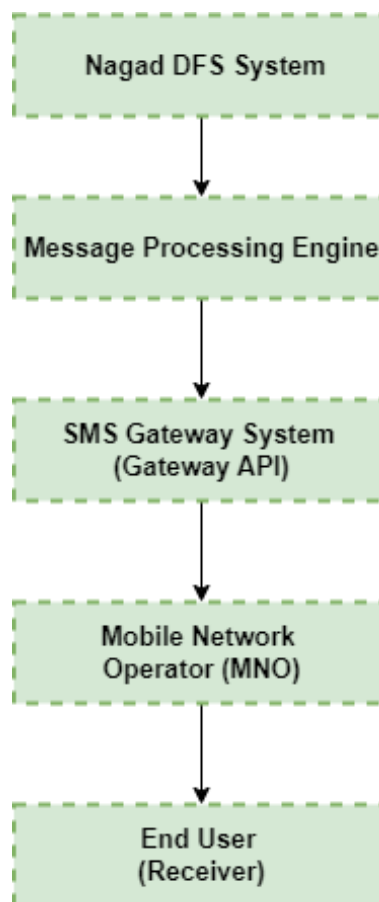 Nagad DFS System
Message Processing Engine
SMS Gateway System
(Gateway API)
Mobile Network
Operator (MNO)
End User
(Receiver)